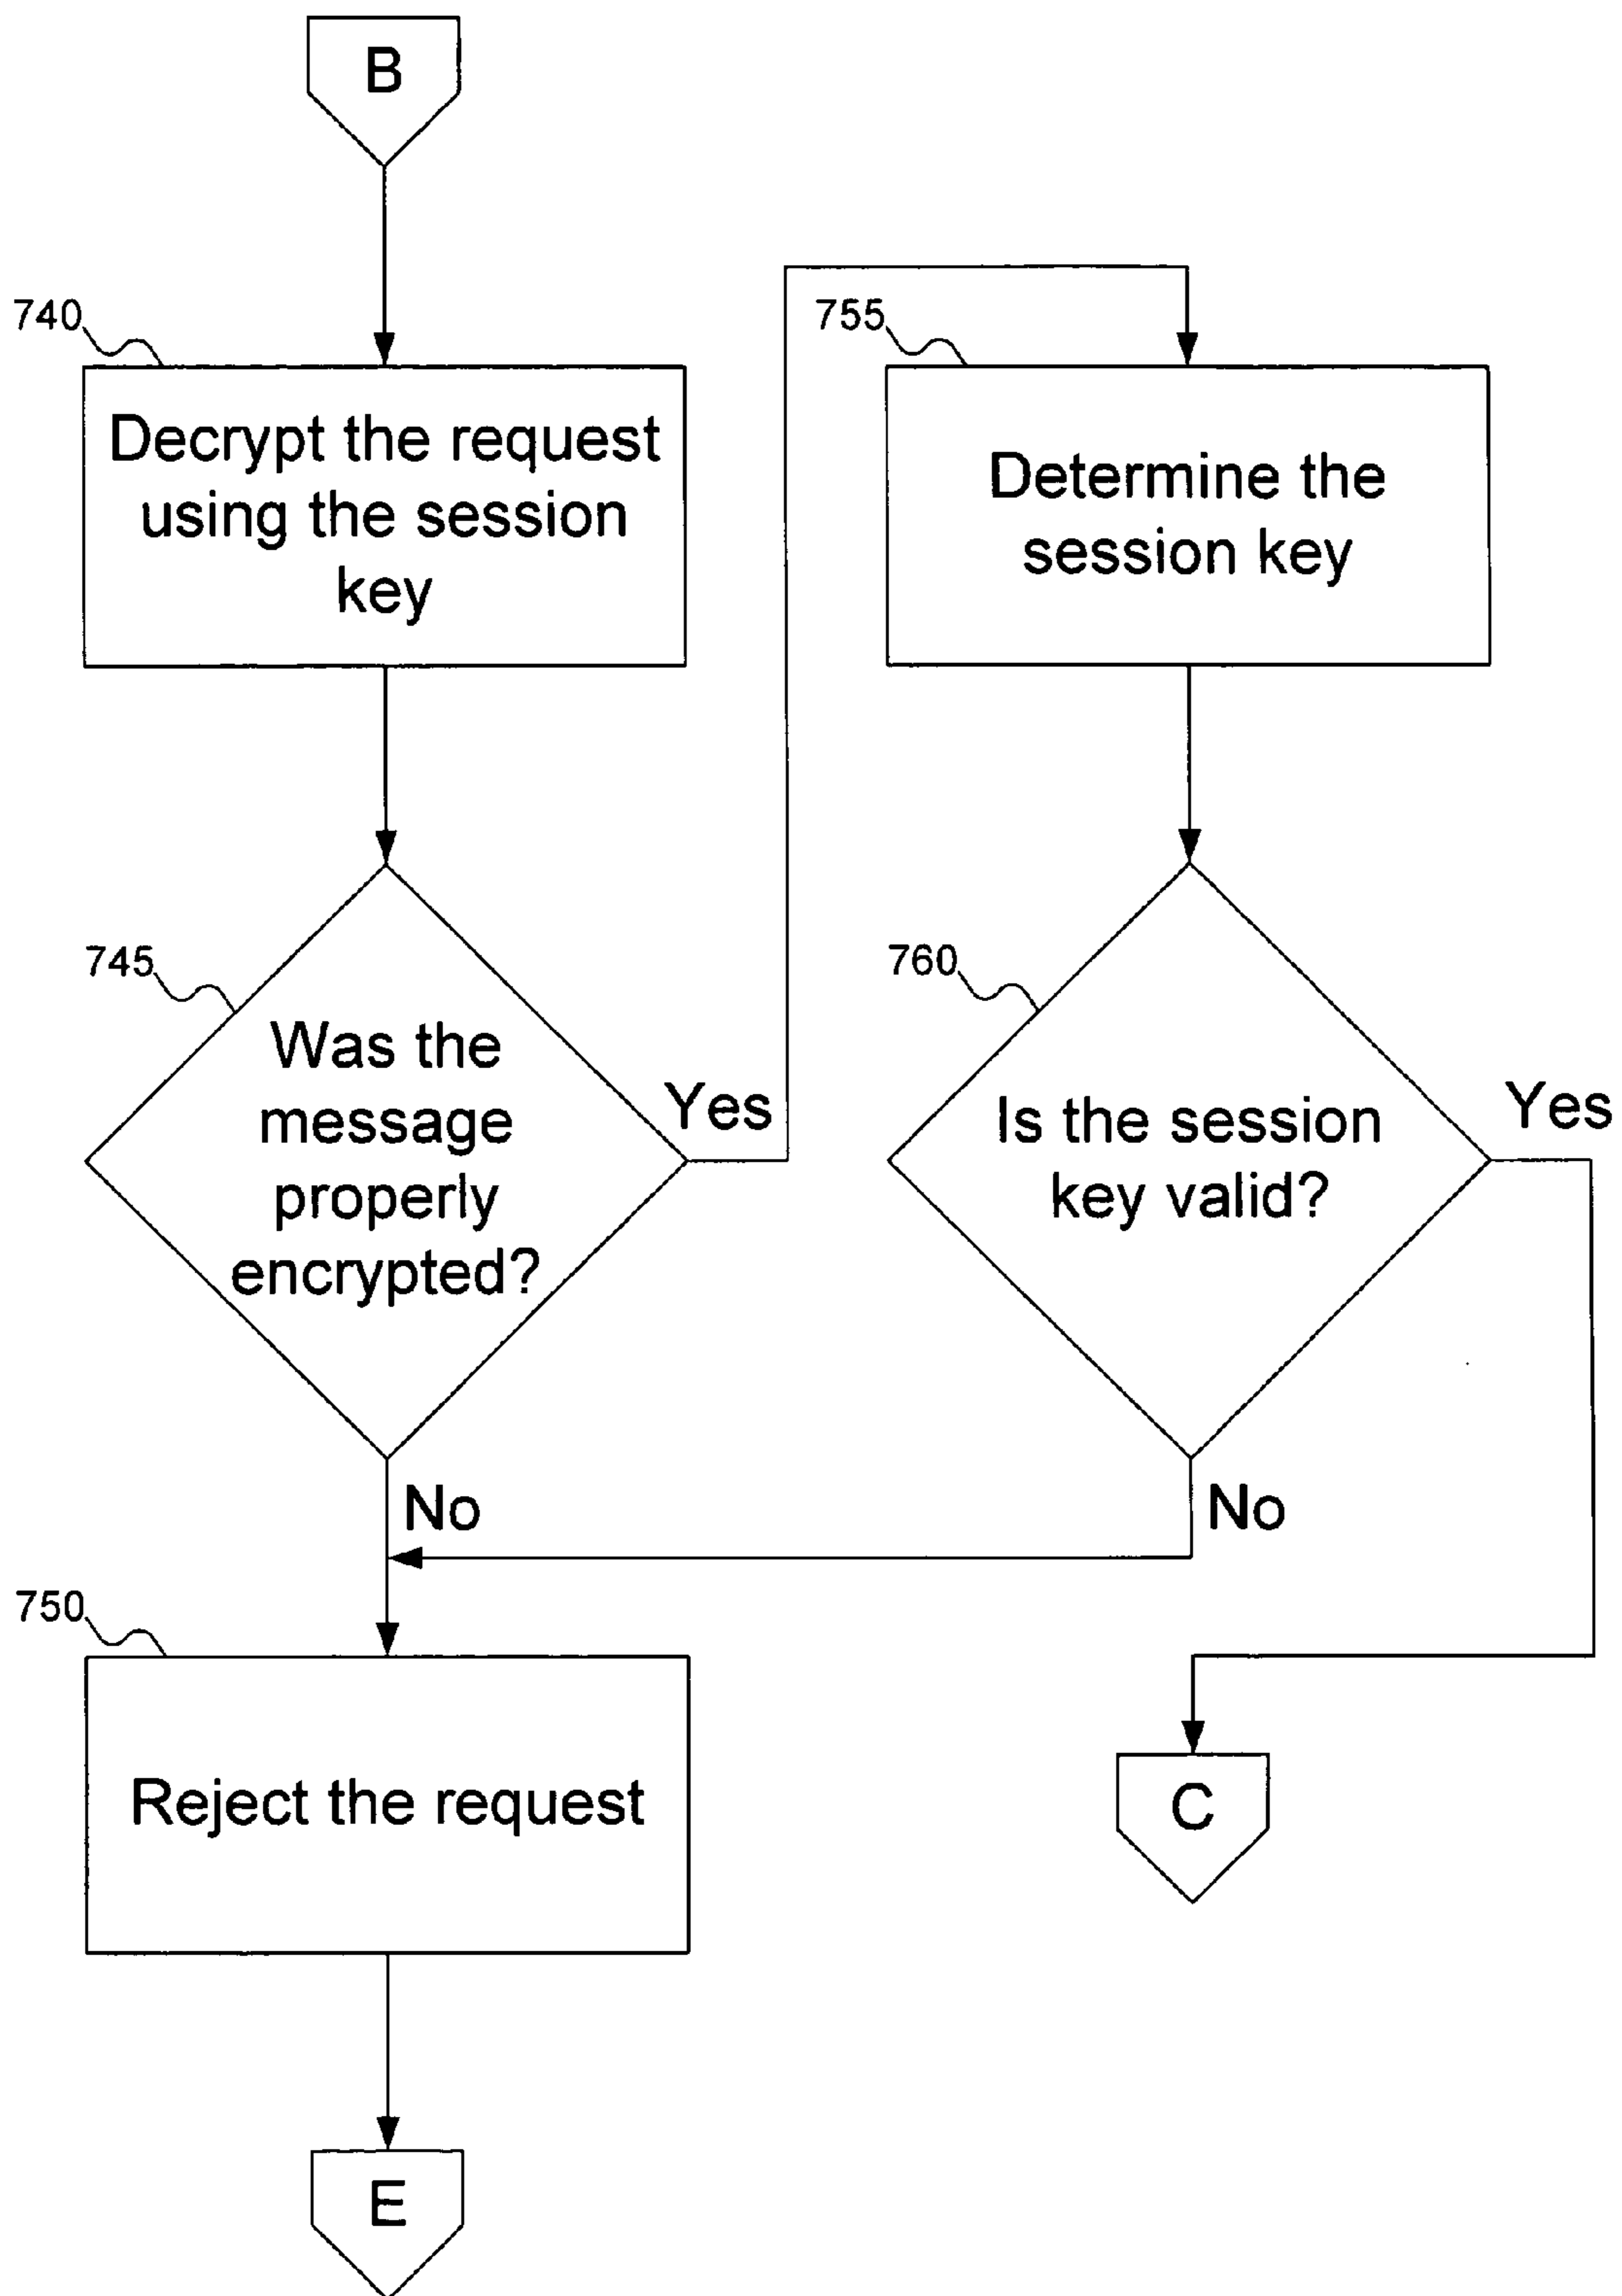 B
740
Decrypt the request
using the session
key
745
Was the
message
properly
encrypted?
Yes
No
755
Determine the
session key
760
Is the session
key valid?
Yes
No
750
Reject the request
C
E